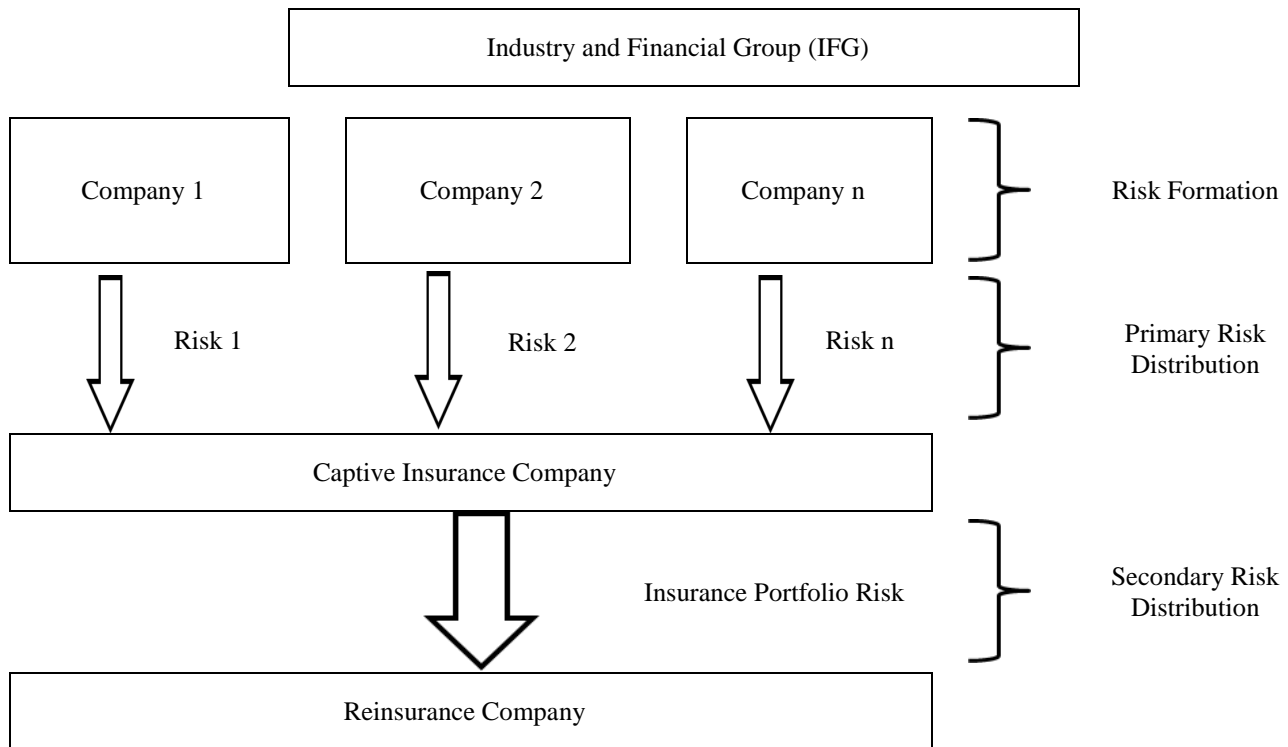 Industry and Financial Group (IFG)
Company 1
Company 2
Company n
Risk Formation
Risk 1
Risk 2
Risk n
Primary Risk
Distribution
Captive Insurance Company
Insurance Portfolio Risk
Secondary Risk
Distribution
Reinsurance Company